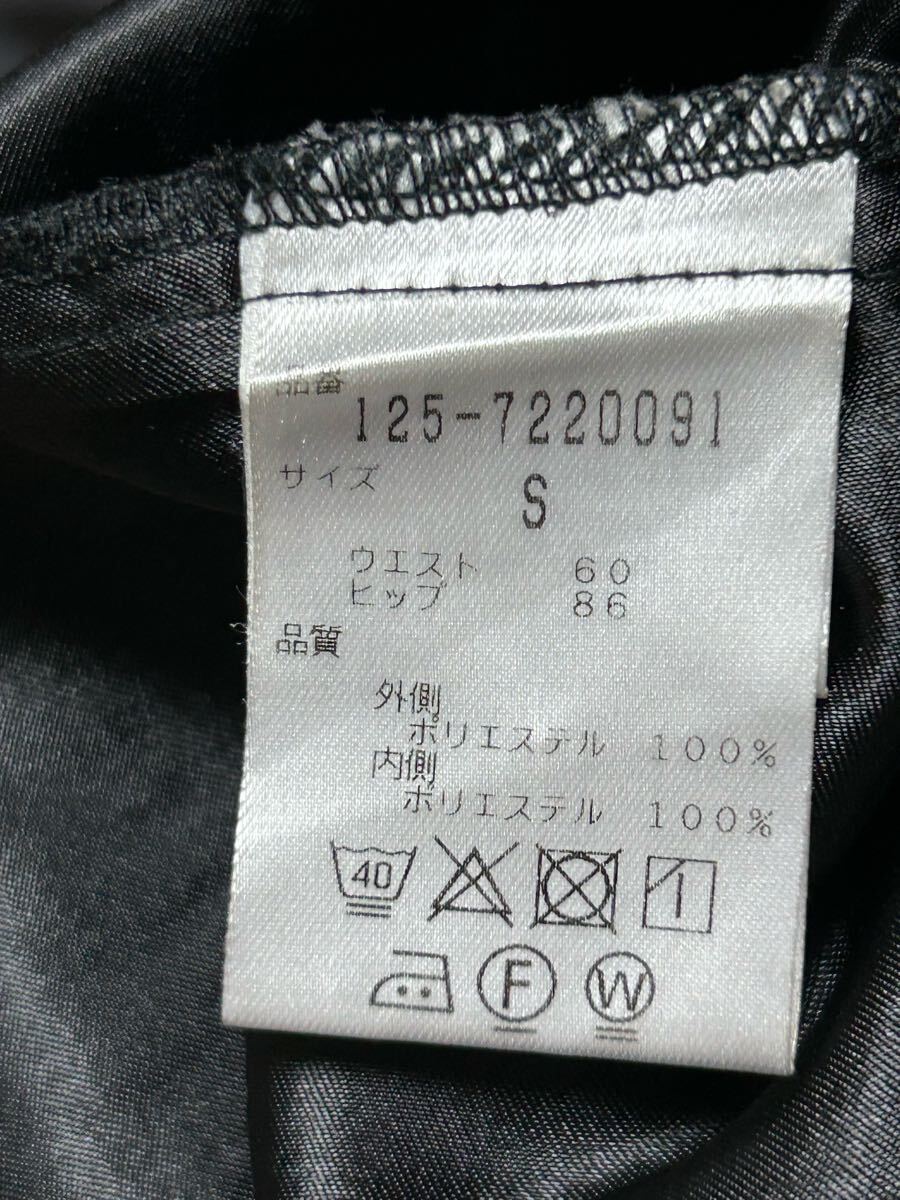 品番
125-7220091
サイズ
S
ウエスト 60
ヒップ 86
品質
外側
ポリエステル 100%
内側
ポリエステル 100%
40
F W